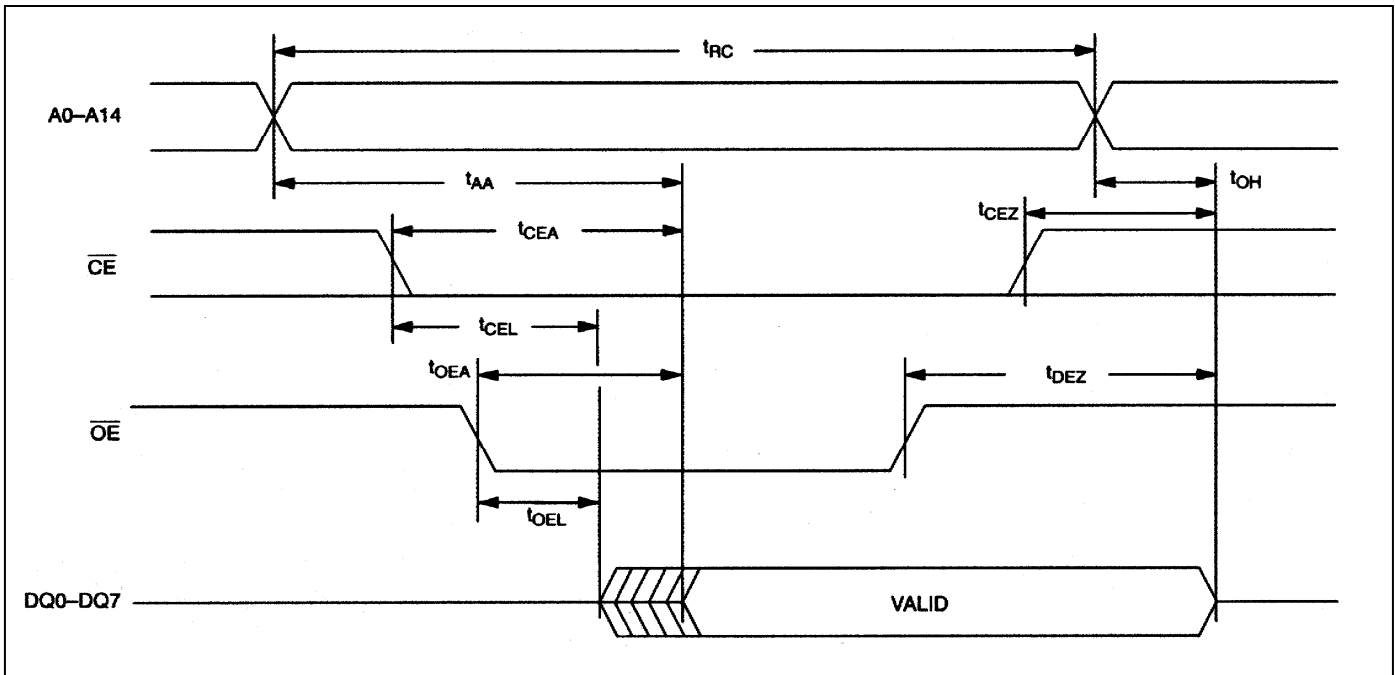 tRC
A0–A14
tAA
tOH
tCEZ
tCEA
CE
tCEL
tOEA
tDEZ
OE
tOEL
DQ0–DQ7
VALID